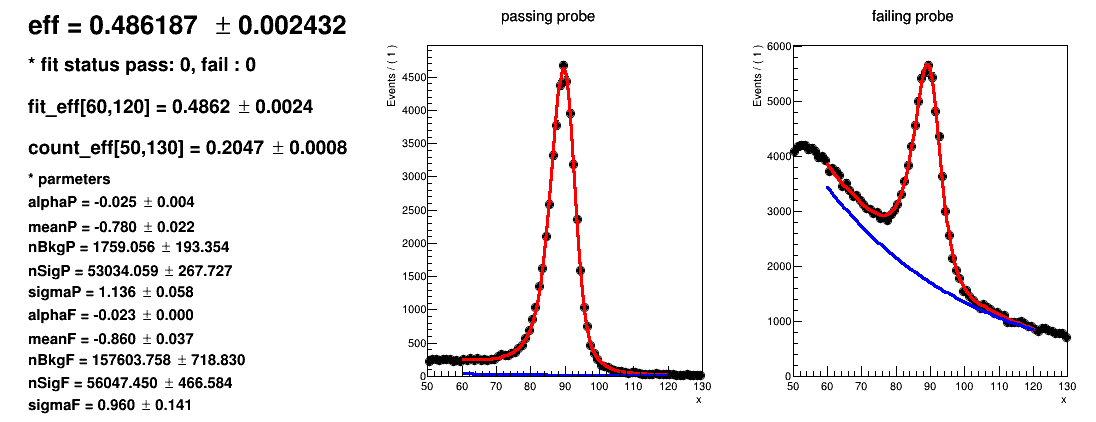 eff = 0.486187 ± 0.002432
* fit status pass: 0, fail : 0
fit_eff[60,120] = 0.4862 ± 0.0024
count_eff[50,130] = 0.2047 ± 0.0008
* parmeters
alphaP = -0.025 ± 0.004
meanP = -0.780 ± 0.022
nBkgP = 1759.056 ± 193.354
nSigP = 53034.059 ± 267.727
sigmaP = 1.136 ± 0.058
alphaF = -0.023 ± 0.000
meanF = -0.860 ± 0.037
nBkgF = 157603.758 ± 718.830
nSigF = 56047.450 ± 466.584
sigmaF = 0.960 ± 0.141
passing probe
Events / ( 1 )
4500
4000
3500
3000
2500
2000
1500
1000
500
0
50 60 70 80 90 100 110 120 130
x
failing probe
Events / ( 1 )
6000
5000
4000
3000
2000
1000
0
50 60 70 80 90 100 110 120 130
x